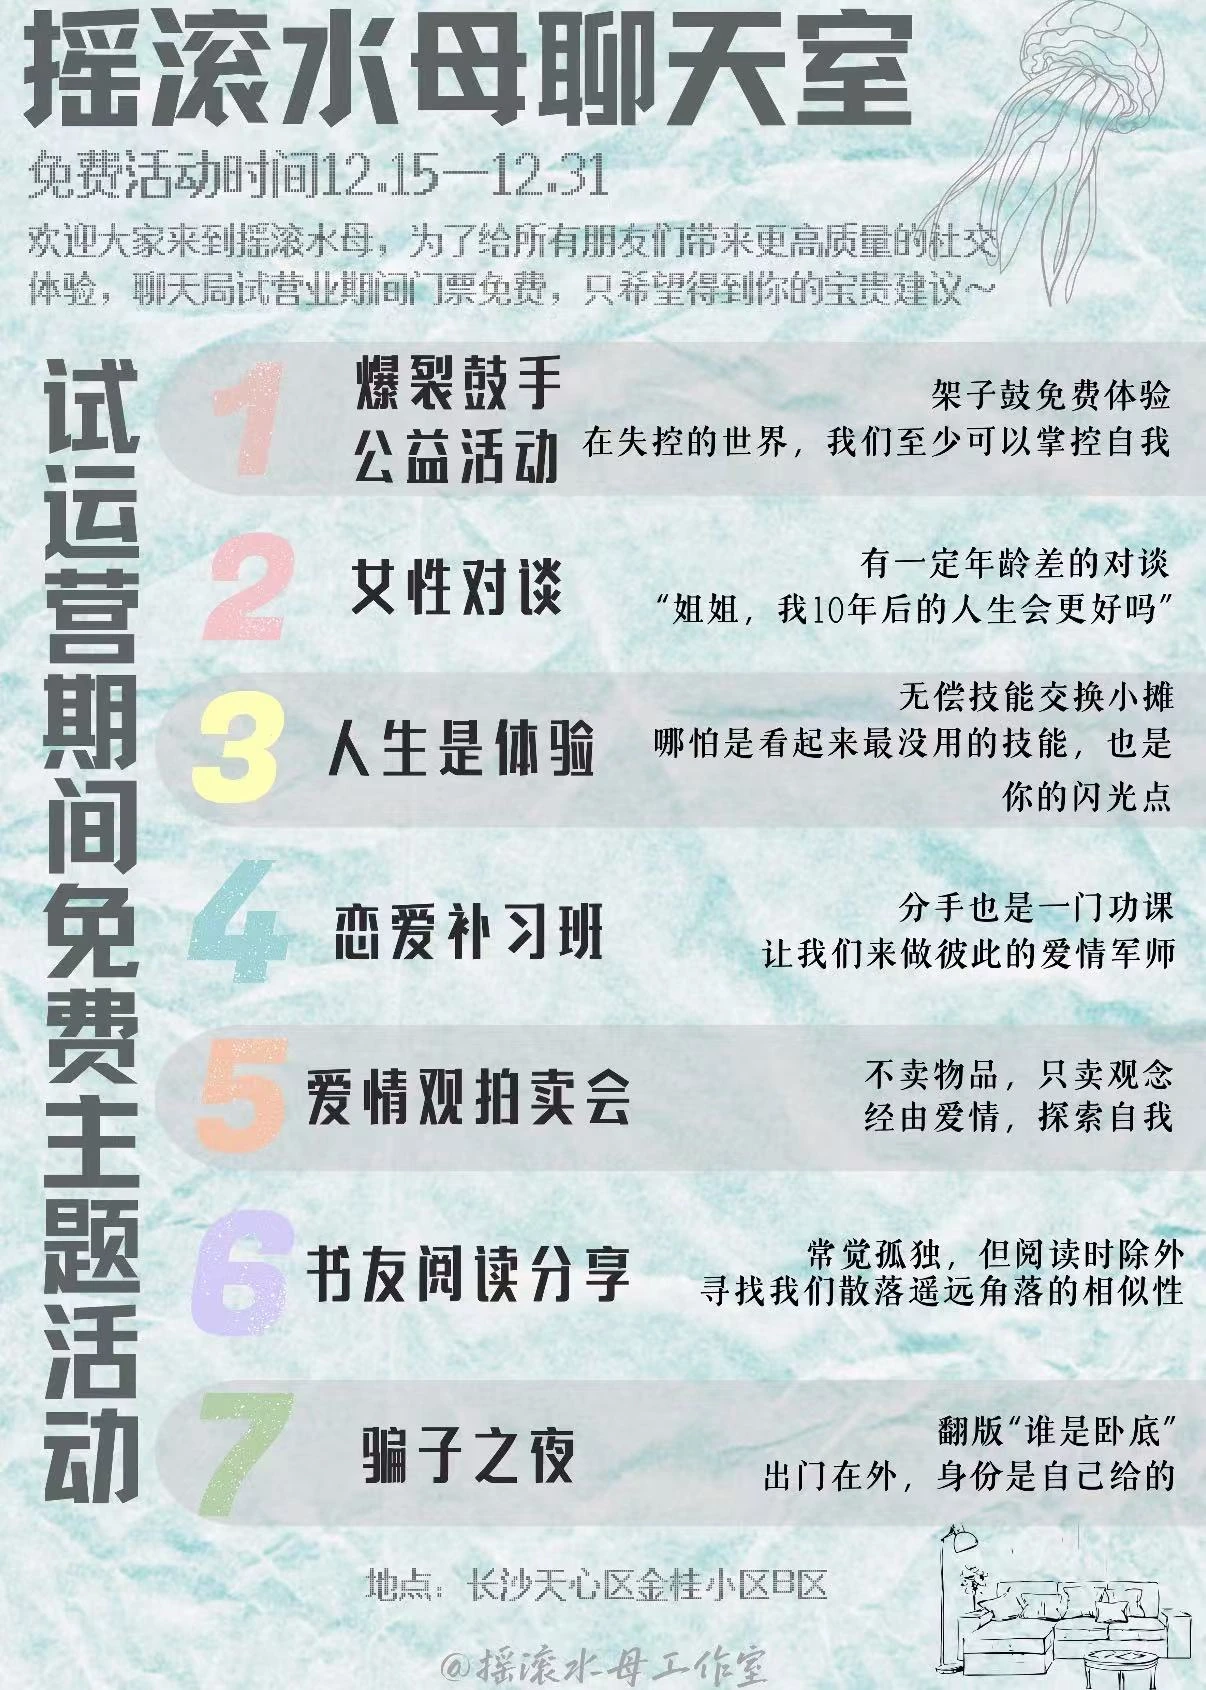 摇滚水母聊天室
免费活动时间12.15—12.31
欢迎大家来到摇滚水母，为了给所有朋友们带来更高质量的社交
体验，聊天局试营业期间门票免费，只希望得到你的宝贵建议～
试运营期间免费主题活动
1
爆裂鼓手
公益活动
架子鼓免费体验
在失控的世界，我们至少可以掌控自我
2
女性对谈
有一定年龄差的对谈
“姐姐，我10年后的人生会更好吗”
3
人生是体验
无偿技能交换小摊
哪怕是看起来最没用的技能，也是
你的闪光点
4
恋爱补习班
分手也是一门功课
让我们来做彼此的爱情军师
5
爱情观拍卖会
不卖物品，只卖观念
经由爱情，探索自我
6
书友阅读分享
常觉孤独，但阅读时除外
寻找我们散落遥远角落的相似性
7
骗子之夜
翻版“谁是卧底”
出门在外，身份是自己给的
地点：长沙天心区金桂小区B区
@摇滚水母工作室